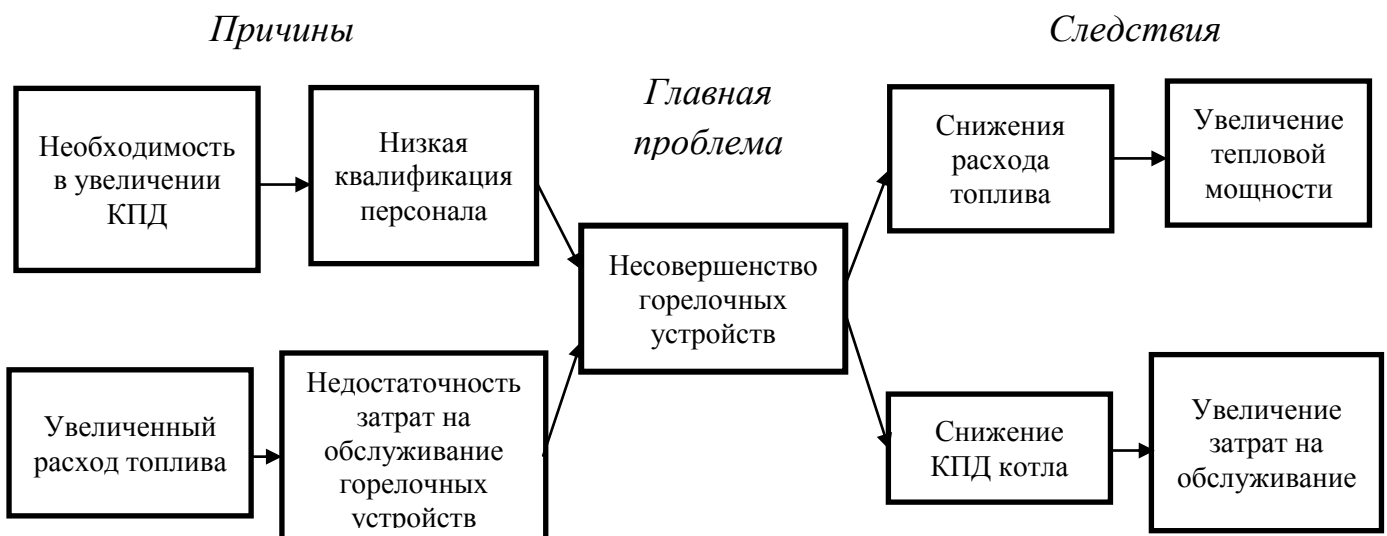 Причины
Следствия
Главная
проблема
Необходимость
в увеличении
КПД
Низкая
квалификация
персонала
Увеличенный
расход топлива
Недостаточность
затрат на
обслуживание
горелочных
устройств
Несовершенство
горелочных
устройств
Снижения
расхода
топлива
Увеличение
тепловой
мощности
Снижение
КПД котла
Увеличение
затрат на
обслуживание